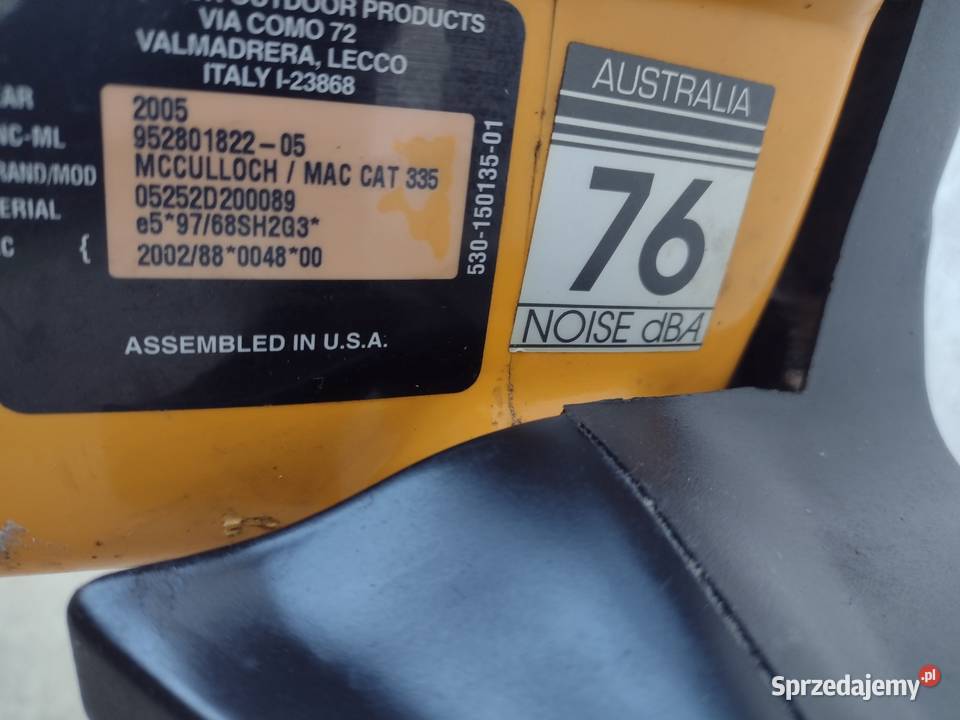 OUTDOOR PRODUCTS
VIA COMO 72
VALMADRERA, LECCO
ITALY I-23868
2005
952801822-05
MCCULLOCH / MAC CAT 335
05252D200089
e5*97/68SH2G3*
2002/88*0048*00
{
530-150135-01
ASSEMBLED IN U.S.A.
AUSTRALIA
76
NOISE dBA
Sprzedajemy.pl